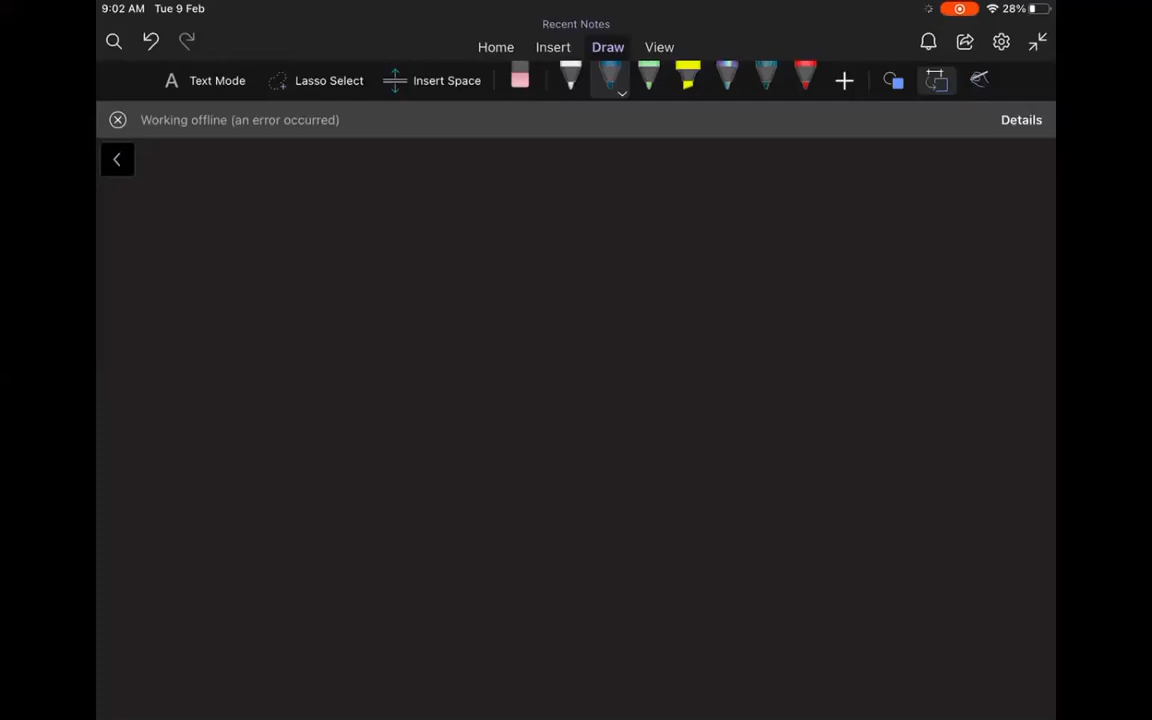 9:02 AM Tue 9 Feb 28%
Recent Notes
Home Insert Draw View
A Text Mode Lasso Select Insert Space
Working offline (an error occurred) Details